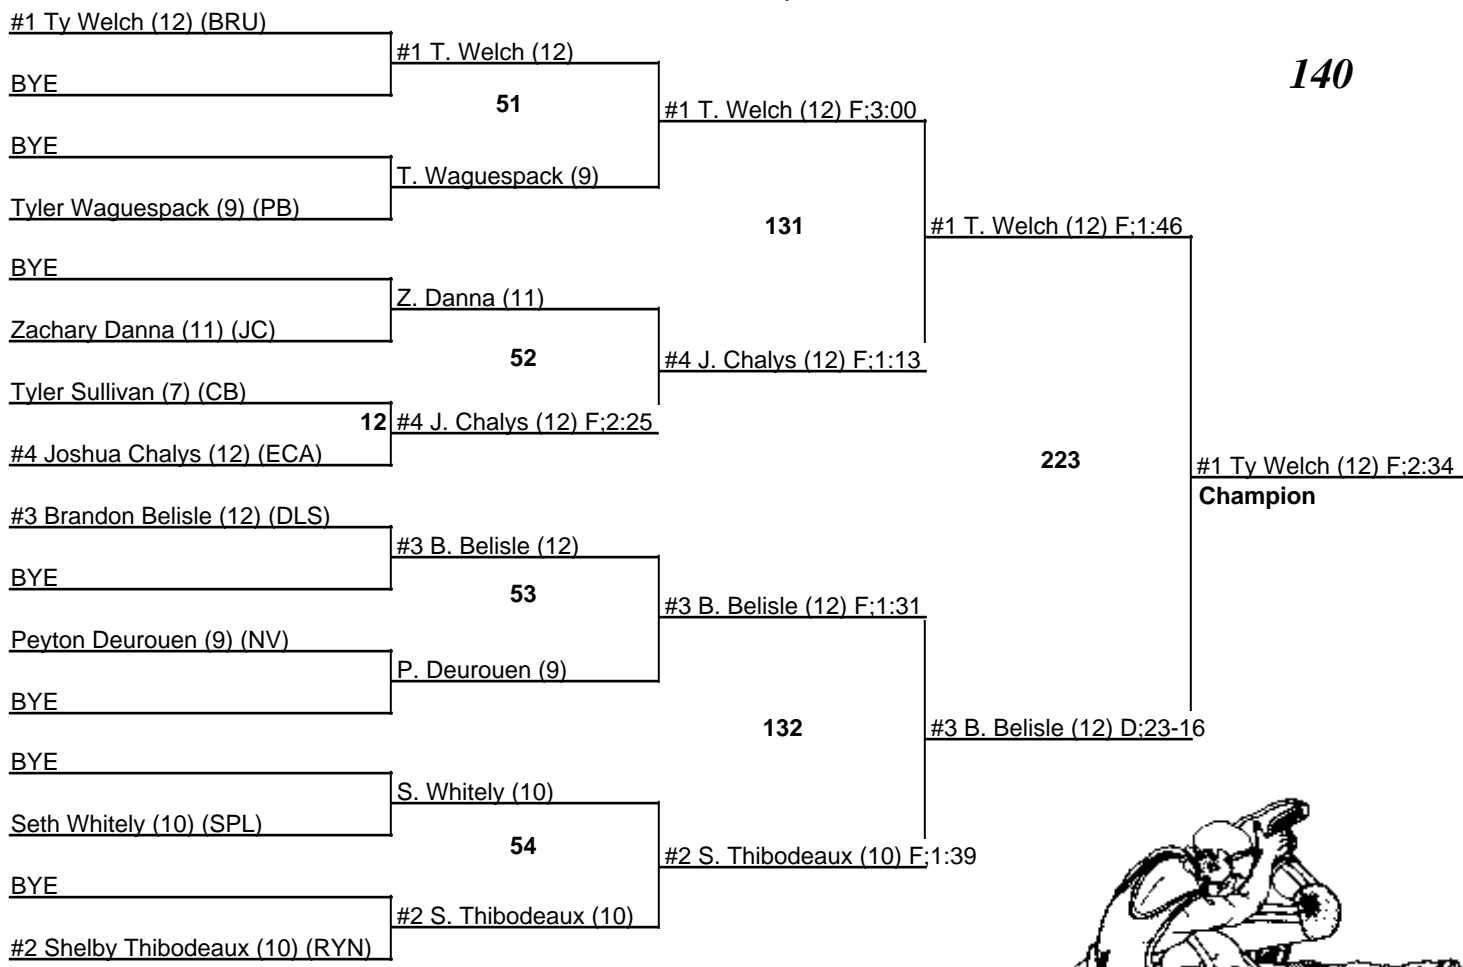 #1 Ty Welch (12) (BRU)
BYE
BYE
Tyler Waguespack (9) (PB)
BYE
Zachary Danna (11) (JC)
Tyler Sullivan (7) (CB)
#4 Joshua Chalys (12) (ECA)
#3 Brandon Belisle (12) (DLS)
BYE
Peyton Deurouen (9) (NV)
BYE
BYE
Seth Whitely (10) (SPL)
BYE
#2 Shelby Thibodeaux (10) (RYN)
12
#1 T. Welch (12)
51
T. Waguespack (9)
Z. Danna (11)
52
#4 J. Chalys (12) F;2:25
#3 B. Belisle (12)
53
P. Deurouen (9)
S. Whitely (10)
54
#2 S. Thibodeaux (10)
#1 T. Welch (12) F;3:00
131
#4 J. Chalys (12) F;1:13
#3 B. Belisle (12) F;1:31
132
#2 S. Thibodeaux (10) F;1:39
#1 T. Welch (12) F;1:46
223
#3 B. Belisle (12) D;23-16
140
#1 Ty Welch (12) F;2:34
Champion